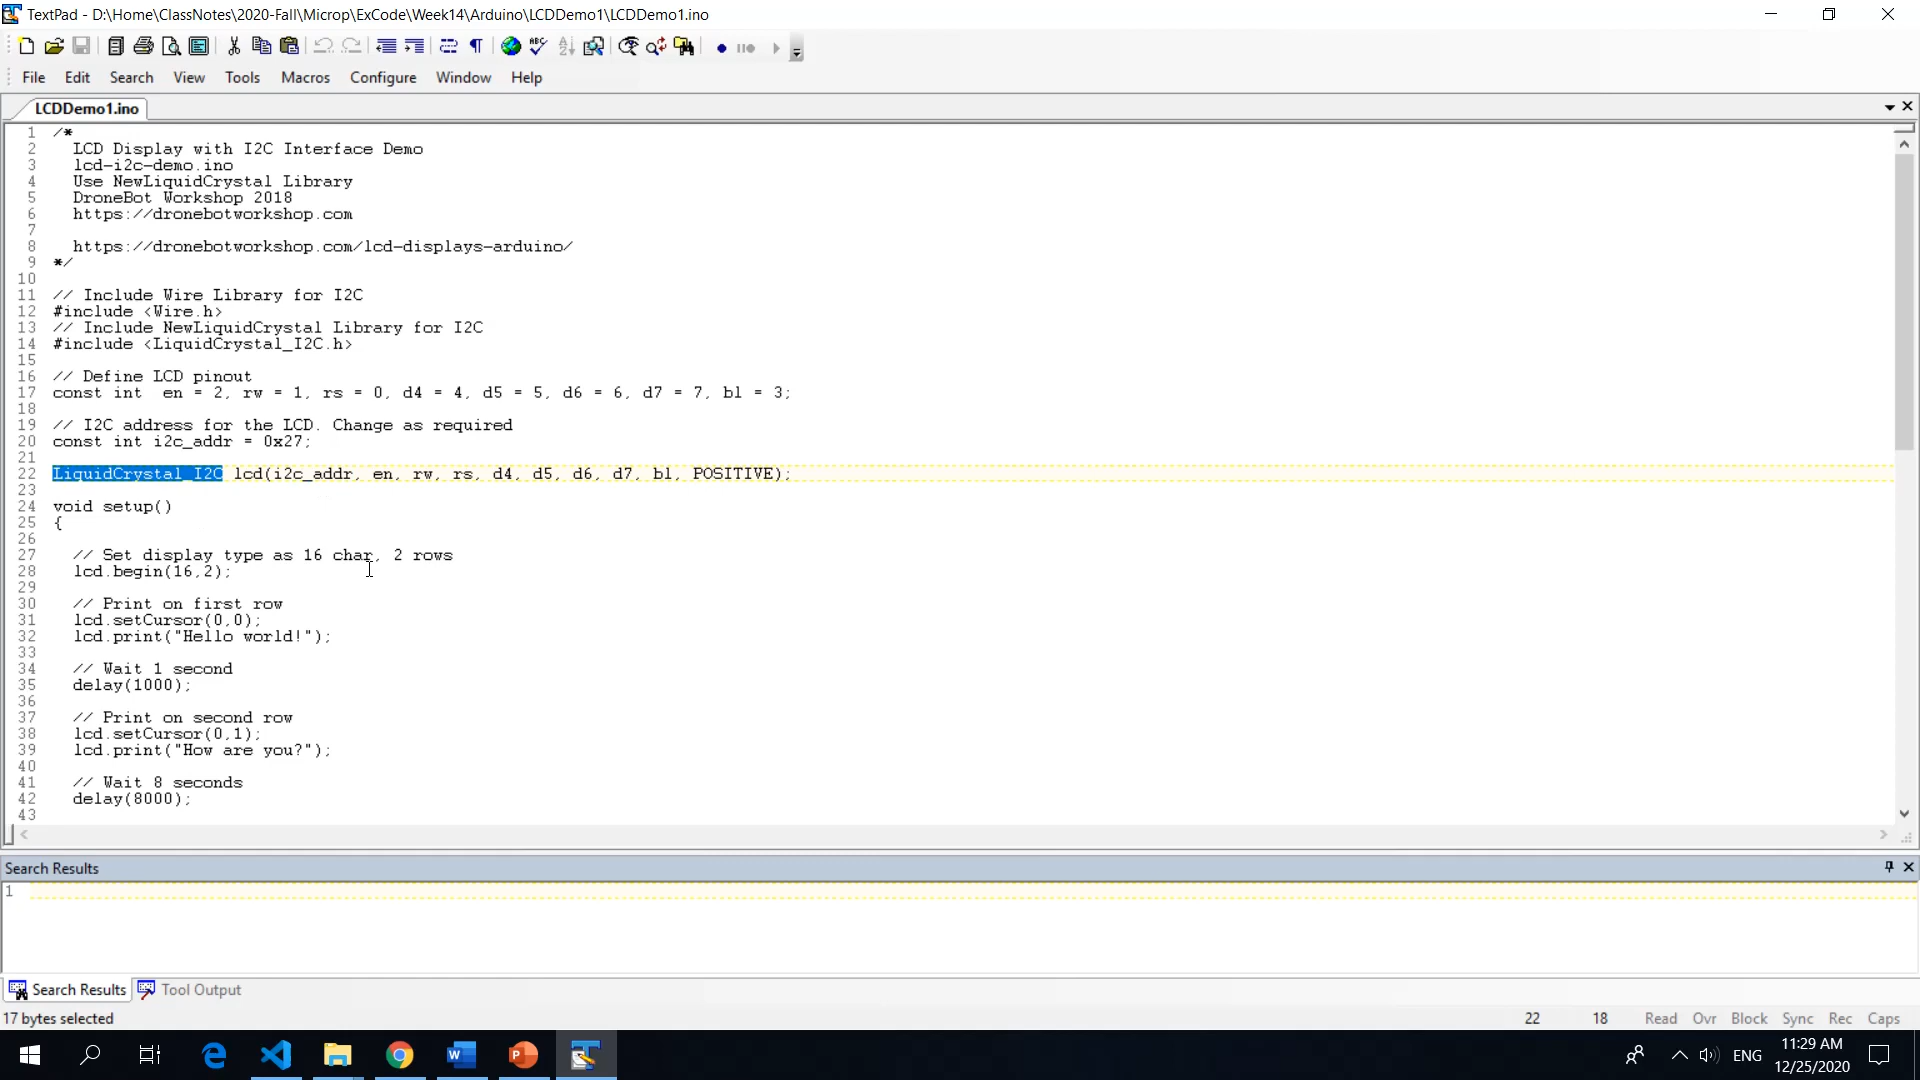 TextPad - D:\Home\ClassNotes\2020-Fall\Microp\ExCode\Week14\Arduino\LCDDemo1\LCDDemo1.ino
File Edit Search View Tools Macros Configure Window Help
LCDDemo1.ino
1 /*
2 LCD Display with I2C Interface Demo
3 lcd-i2c-demo.ino
4 Use NewLiquidCrystal Library
5 DroneBot Workshop 2018
6 https://dronebotworkshop.com
7
8 https://dronebotworkshop.com/lcd-displays-arduino/
9 */
10
11 // Include Wire Library for I2C
12 #include <Wire.h>
13 // Include NewLiquidCrystal Library for I2C
14 #include <LiquidCrystal_I2C.h>
15
16 // Define LCD pinout
17 const int  en = 2, rw = 1, rs = 0, d4 = 4, d5 = 5, d6 = 6, d7 = 7, bl = 3;
18
19 // I2C address for the LCD. Change as required
20 const int i2c_addr = 0x27;
21
22 LiquidCrystal_I2C lcd(i2c_addr, en, rw, rs, d4, d5, d6, d7, bl, POSITIVE);
23
24 void setup()
25 {
26
27 // Set display type as 16 char, 2 rows
28 lcd.begin(16,2);
29
30 // Print on first row
31 lcd.setCursor(0,0);
32 lcd.print("Hello world!");
33
34 // Wait 1 second
35 delay(1000);
36
37 // Print on second row
38 lcd.setCursor(0,1);
39 lcd.print("How are you?");
40
41 // Wait 8 seconds
42 delay(8000);
43
Search Results
1
Search Results Tool Output
17 bytes selected 22 18 Read Ovr Block Sync Rec Caps
ENG 11:29 AM
12/25/2020